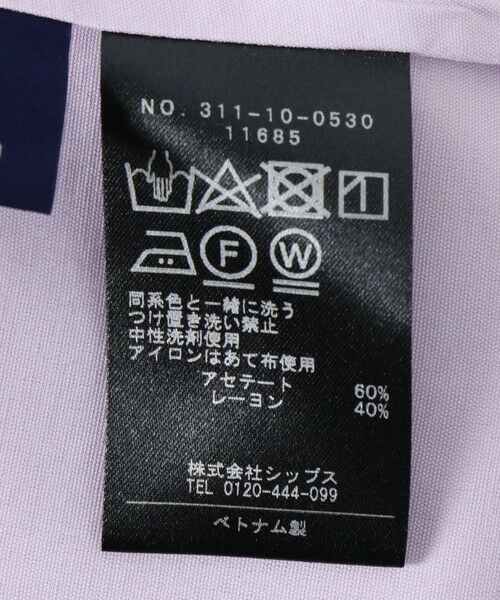 NO. 311-10-0530
11685
F
W
同系色と一緒に洗う
つけ置き洗い禁止
中性洗剤使用
アイロンはあて布使用
アセテート 60%
レーヨン 40%
株式会社シップス
TEL 0120-444-099
ベトナム製